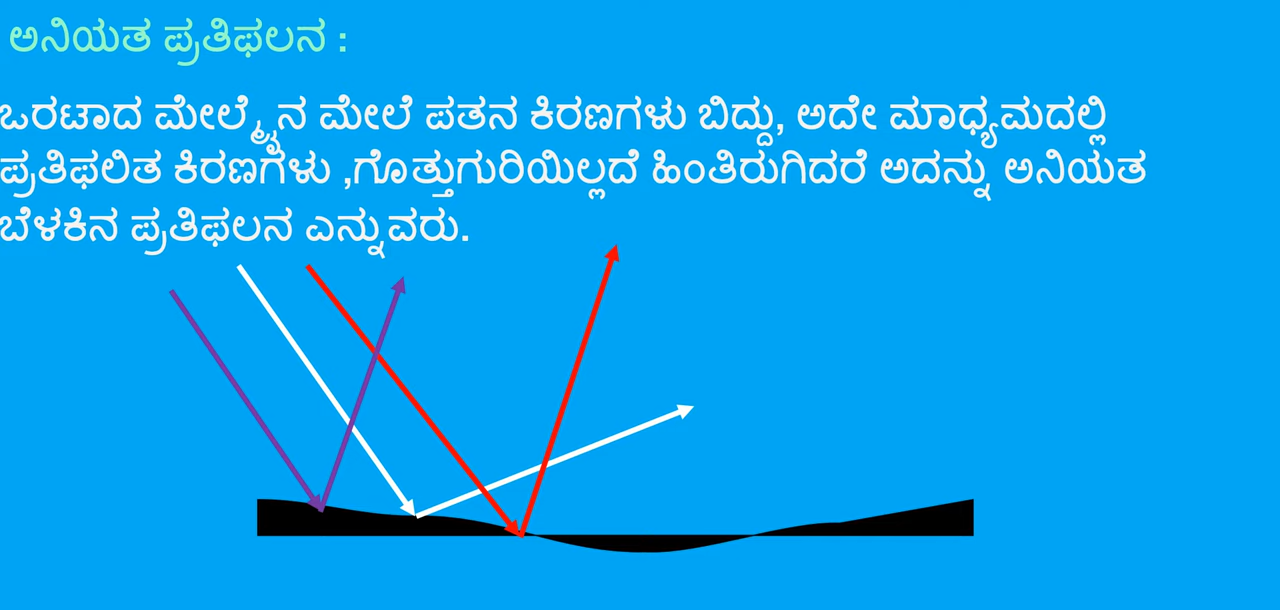 ಅನಿಯತ ಪ್ರತಿಫಲನ :
ಒರಟಾದ ಮೇಲ್ಮೈನ ಮೇಲೆ ಪತನ ಕಿರಣಗಳು ಬಿದ್ದು, ಅದೇ ಮಾಧ್ಯಮದಲ್ಲಿ
ಪ್ರತಿಫಲಿತ ಕಿರಣಗಳು ,ಗೊತ್ತುಗುರಿಯಿಲ್ಲದೆ ಹಿಂತಿರುಗಿದರೆ ಅದನ್ನು ಅನಿಯತ
ಬೆಳಕಿನ ಪ್ರತಿಫಲನ ಎನ್ನುವರು.